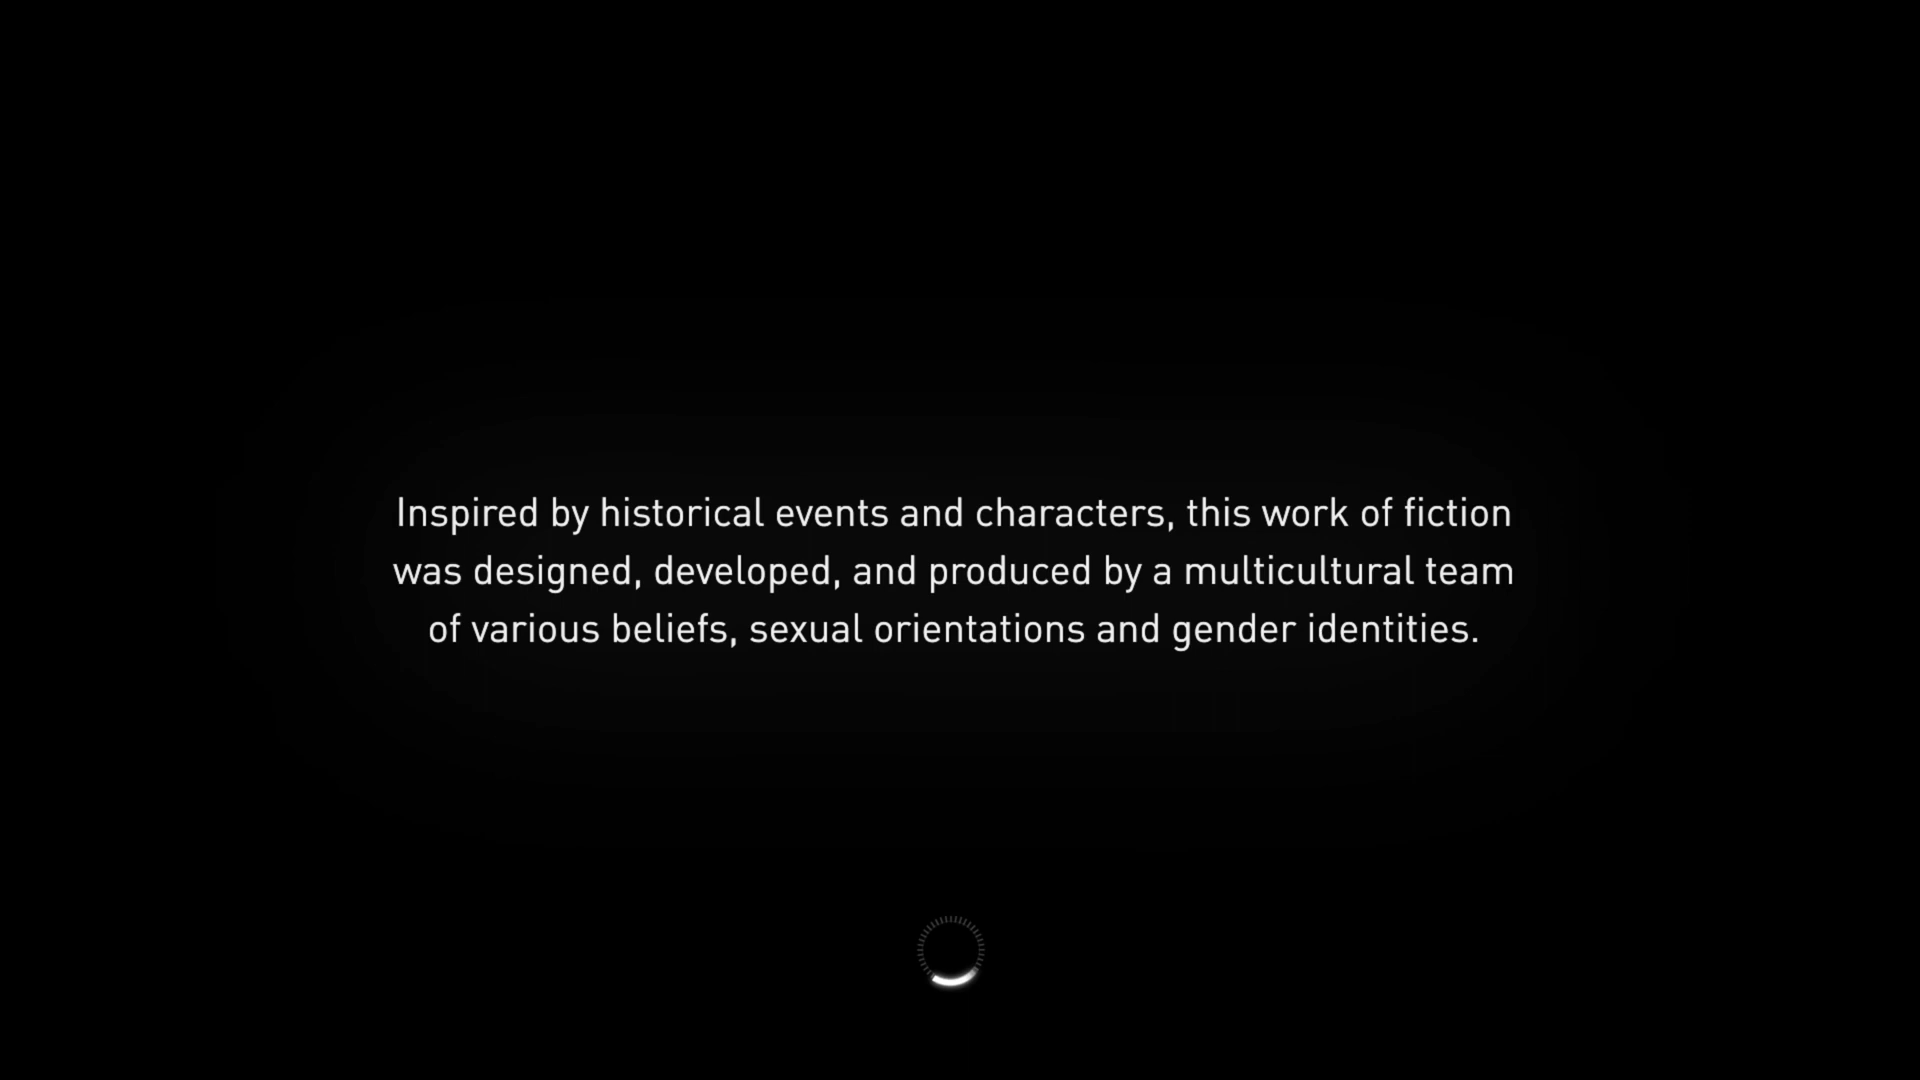 Inspired by historical events and characters, this work of fiction
was designed, developed, and produced by a multicultural team
of various beliefs, sexual orientations and gender identities.